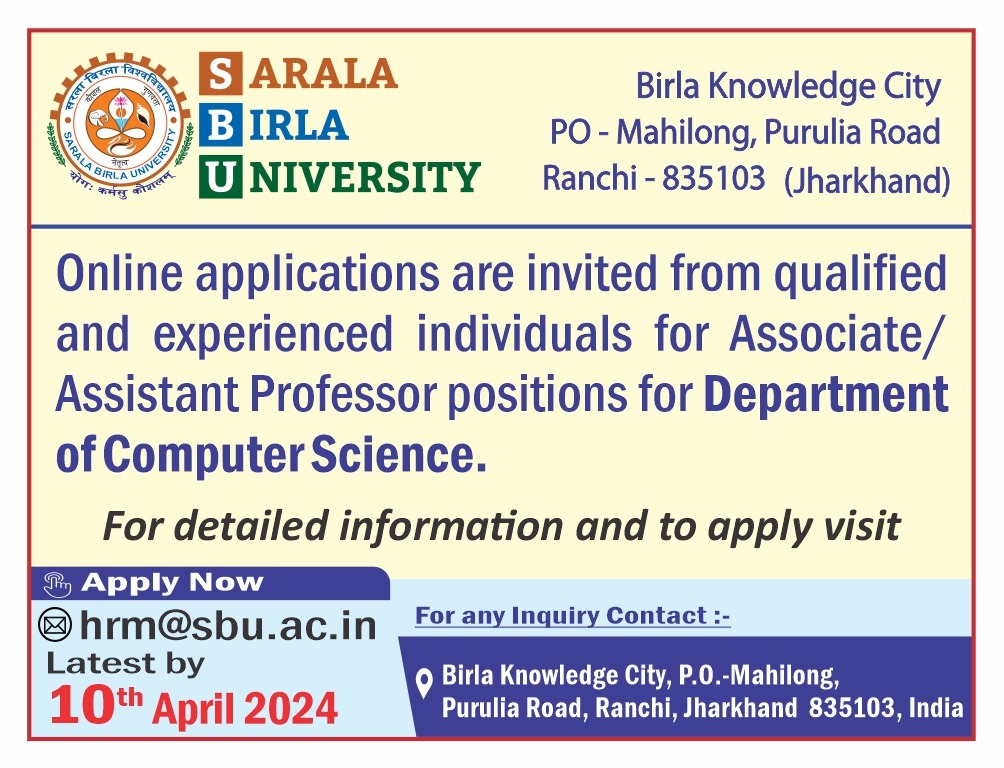 सरला बिरला विश्वविद्यालय
कौशल
गुणवत्ता
नेतृत्व
SARALA BIRLA UNIVERSITY
योगः कर्मसु कौशलम्
SARALA
BIRLA
UNIVERSITY
Birla Knowledge City
PO - Mahilong, Purulia Road
Ranchi - 835103 (Jharkhand)
Online applications are invited from qualified
and experienced individuals for Associate/
Assistant Professor positions for Department
of Computer Science.
For detailed information and to apply visit
Apply Now
hrm@sbu.ac.in
Latest by
10th April 2024
For any Inquiry Contact :-
Birla Knowledge City, P.O.-Mahilong,
Purulia Road, Ranchi, Jharkhand 835103, India